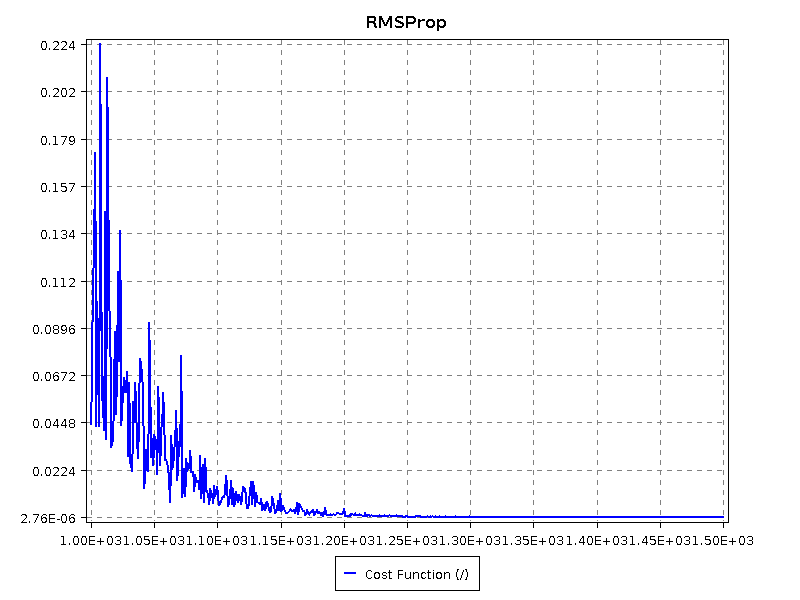 RMSProp
0.224
0.202
0.179
0.157
0.134
0.112
0.0896
0.0672
0.0448
0.0224
2.76E-06
1.00E+031.05E+031.10E+031.15E+031.20E+031.25E+031.30E+031.35E+031.40E+031.45E+031.50E+03
Cost Function (/)